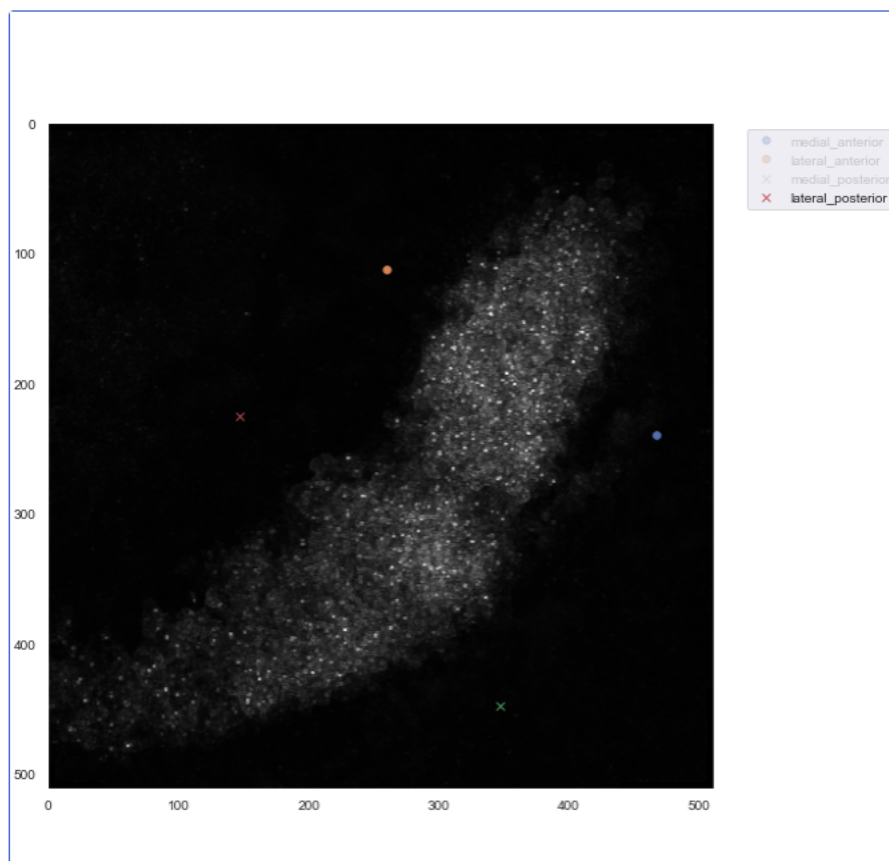 0
100
200
300
400
500
0 100 200 300 400 500
medial_anterior
lateral_anterior
medial_posterior
lateral_posterior